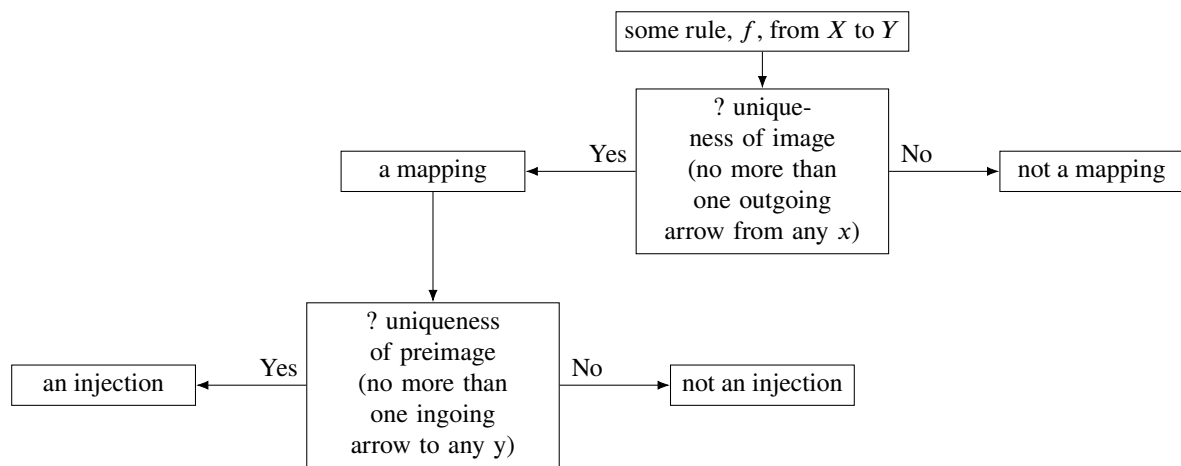 some rule, f, from X to Y
? unique-
ness of image
(no more than
one outgoing
arrow from any x)
Yes
No
a mapping
not a mapping
? uniqueness
of preimage
(no more than
one ingoing
arrow to any y)
Yes
No
an injection
not an injection